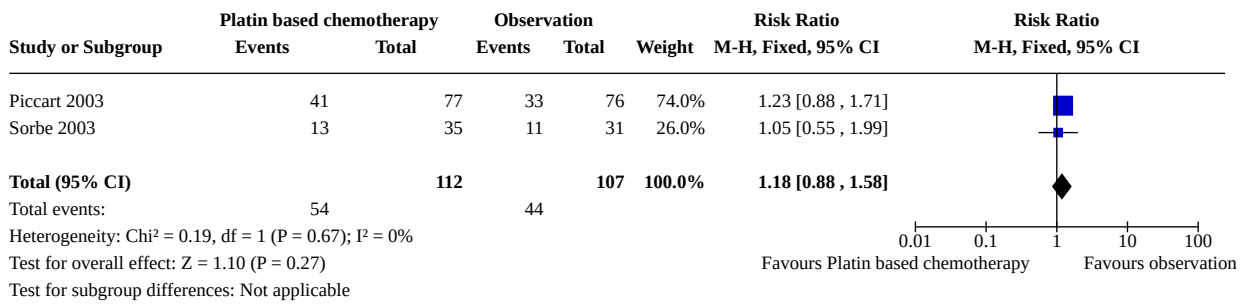 Platin based chemotherapy Observation Risk Ratio Risk Ratio
Study or Subgroup Events Total Events Total Weight M-H, Fixed, 95% CI M-H, Fixed, 95% CI
Piccart 2003 41 77 33 76 74.0% 1.23 [0.88 , 1.71]
Sorbe 2003 13 35 11 31 26.0% 1.05 [0.55 , 1.99]
Total (95% CI) 112 107 100.0% 1.18 [0.88 , 1.58]
Total events: 54 44
Heterogeneity: Chi² = 0.19, df = 1 (P = 0.67); I² = 0%
0.01 0.1 1 10 100
Test for overall effect: Z = 1.10 (P = 0.27) Favours Platin based chemotherapy Favours observation
Test for subgroup differences: Not applicable